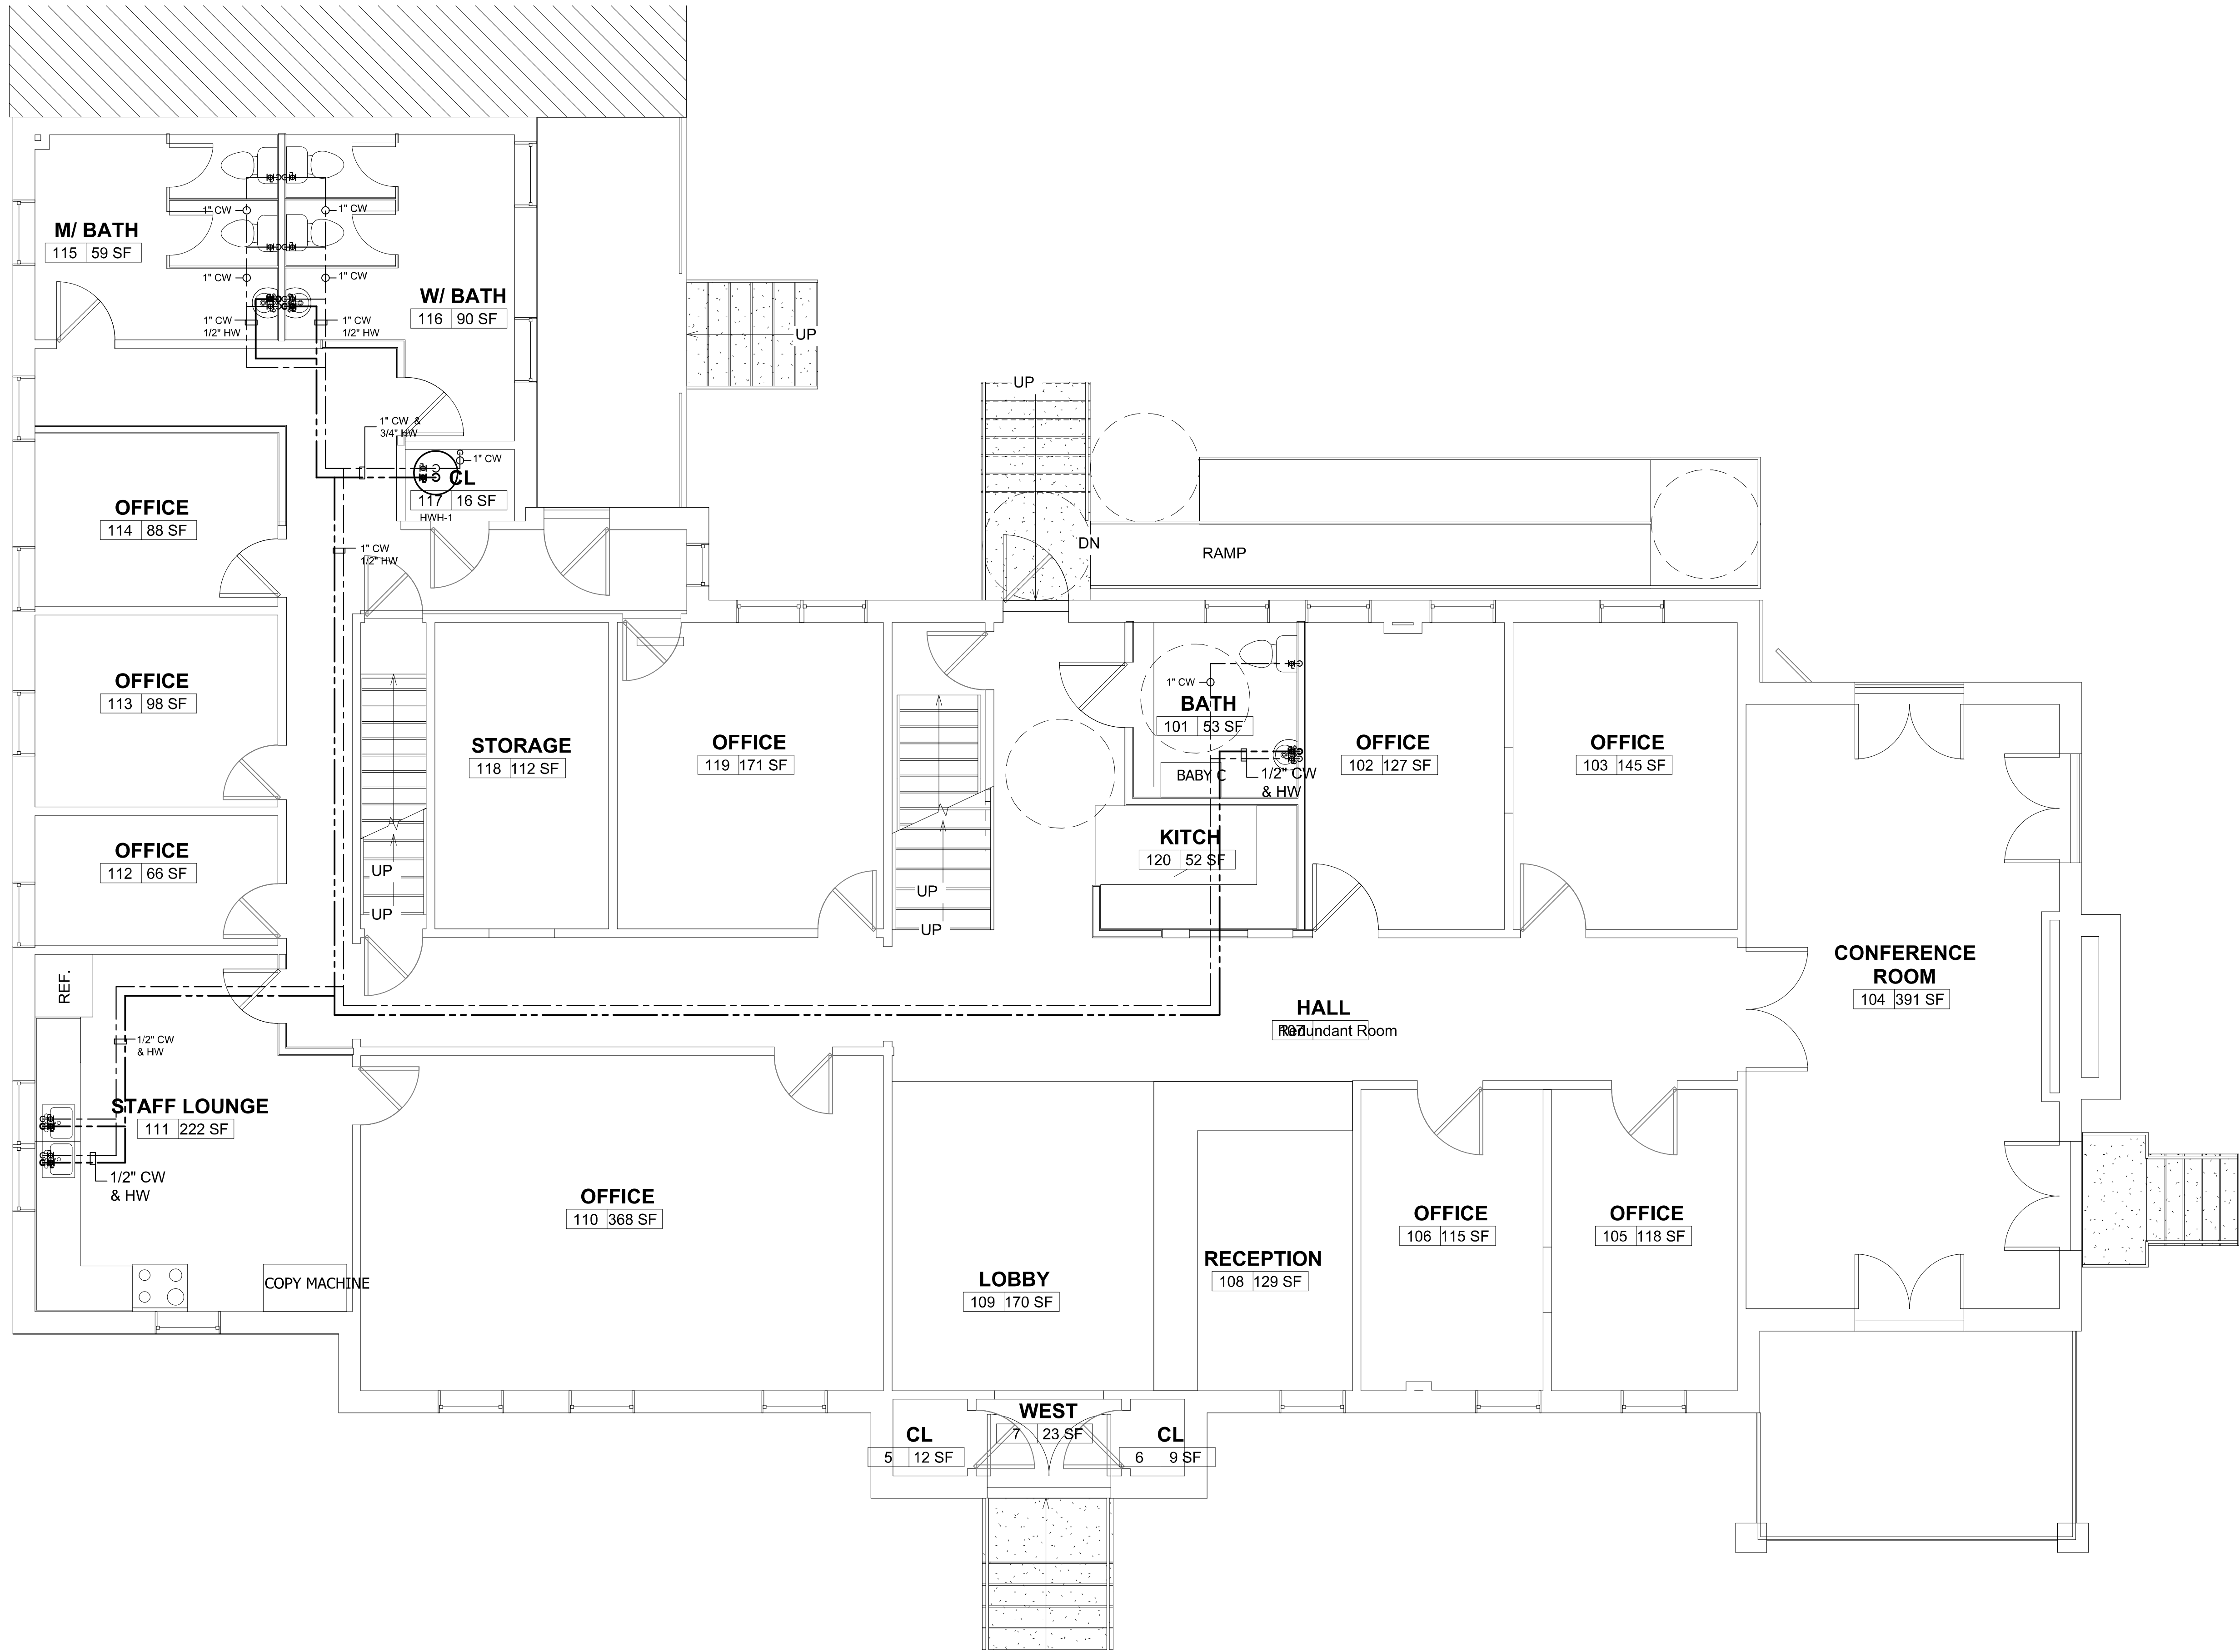 1" CW
1" CW
M/ BATH
115 59 SF
1" CW
1" CW
W/ BATH
116 90 SF
1" CW
1/2" HW
1" CW
1/2" HW
UP
UP
1" CW &
3/4" HW
1" CW
CL
117 16 SF
HWH-1
OFFICE
114 88 SF
DN
RAMP
1" CW
1/2" HW
OFFICE
113 98 SF
1" CW
BATH
101 53 SF
STORAGE
118 112 SF
OFFICE
119 171 SF
OFFICE
102 127 SF
OFFICE
103 145 SF
BABY C
1/2" CW
& HW
KITCH
120 52 SF
OFFICE
112 66 SF
UP
UP
UP
UP
REF.
CONFERENCE
ROOM
104 391 SF
HALL
107
Redundant Room
1/2" CW
& HW
STAFF LOUNGE
111 222 SF
1/2" CW
& HW
OFFICE
110 368 SF
OFFICE
106 115 SF
OFFICE
105 118 SF
RECEPTION
108 129 SF
LOBBY
109 170 SF
COPY MACHINE
WEST
7 23 SF
CL
5 12 SF
CL
6 9 SF